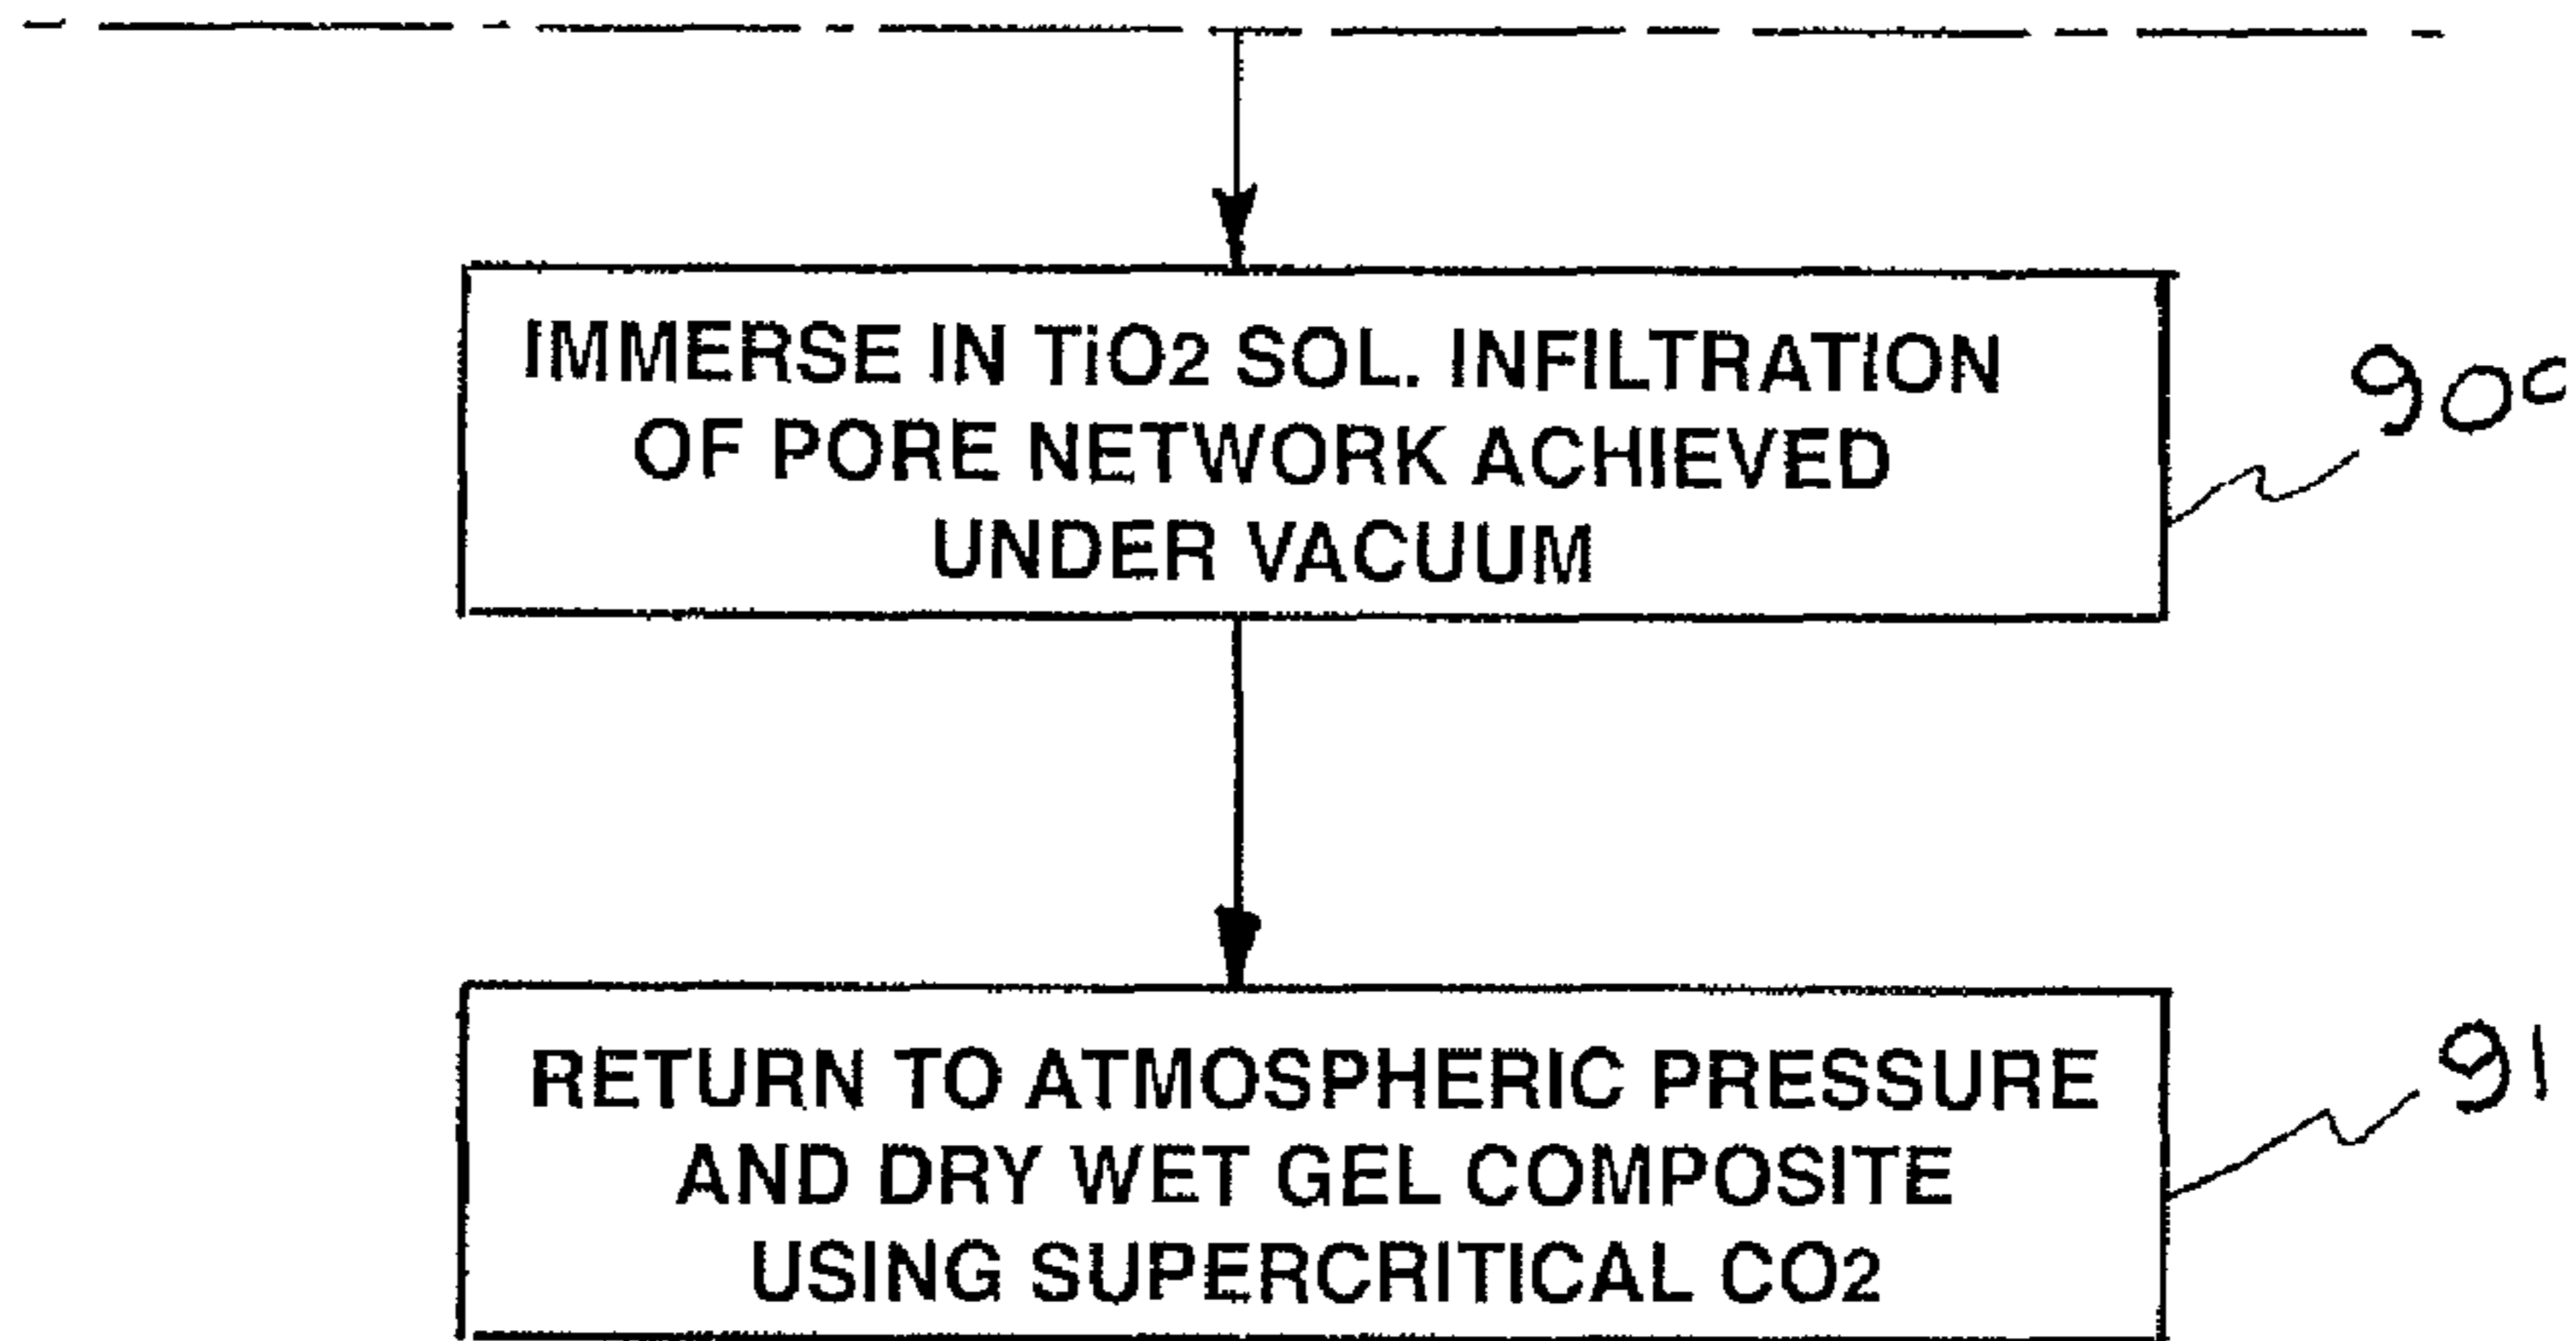 IMMERSE IN TiO2 SOL. INFILTRATION
OF PORE NETWORK ACHIEVED
UNDER VACUUM
90c
RETURN TO ATMOSPHERIC PRESSURE
AND DRY WET GEL COMPOSITE
USING SUPERCRITICAL CO2
91